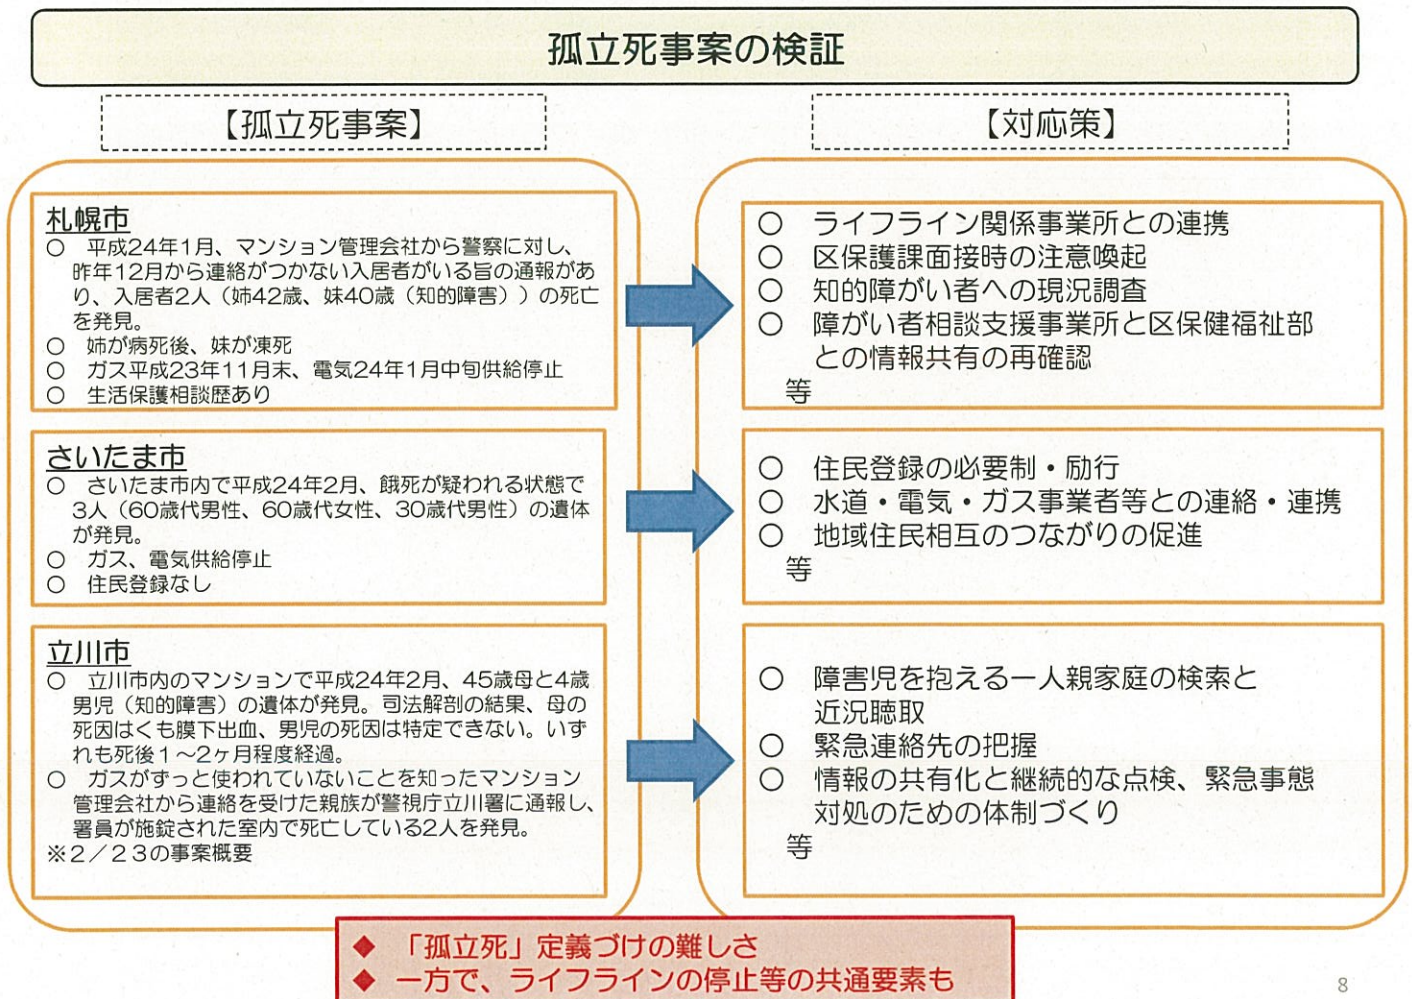 孤立死事案の検証
【孤立死事案】
札幌市
○ 平成24年1月、マンション管理会社から警察に対し、
昨年12月から連絡がつかない入居者がいる旨の通報があ
り、入居者2人（姉42歳、妹40歳（知的障害））の死亡
を発見。
○ 姉が病死後、妹が凍死
○ ガス平成23年11月末、電気24年1月中旬供給停止
○ 生活保護相談歴あり
さいたま市
○ さいたま市内で平成24年2月、餓死が疑われる状態で
3人（60歳代男性、60歳代女性、30歳代男性）の遺体
が発見。
○ ガス、電気供給停止
○ 住民登録なし
立川市
○ 立川市内のマンションで平成24年2月、45歳母と4歳
男児（知的障害）の遺体が発見。司法解剖の結果、母の
死因はくも膜下出血、男児の死因は特定できない。いず
れも死後１～2ヶ月程度経過。
○ ガスがずっと使われていないことを知ったマンション
管理会社から連絡を受けた親族が警視庁立川署に通報し、
署員が施錠された室内で死亡している2人を発見。
※２／２３の事案概要
【対応策】
○ ライフライン関係事業所との連携
○ 区保護課面接時の注意喚起
○ 知的障がい者への現況調査
○ 障がい者相談支援事業所と区保健福祉部
との情報共有の再確認
等
○ 住民登録の必要制・励行
○ 水道・電気・ガス事業者等との連絡・連携
○ 地域住民相互のつながりの促進
等
○ 障害児を抱える一人親家庭の検索と
近況聴取
○ 緊急連絡先の把握
○ 情報の共有化と継続的な点検、緊急事態
対処のための体制づくり
等
◆ 「孤立死」定義づけの難しさ
◆ 一方で、ライフラインの停止等の共通要素も
8